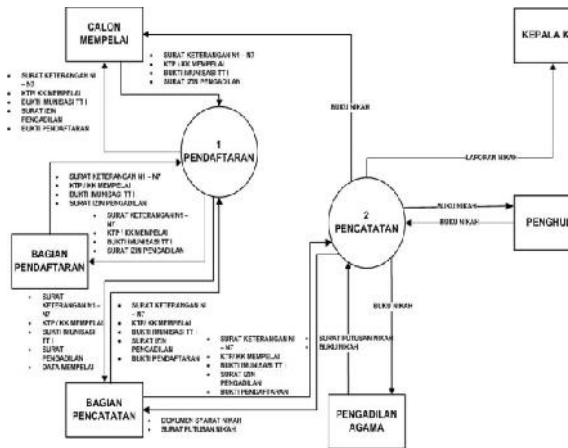 CALON
MEMPELAI
KEPALA K
SURAT KETERANGAN N1 – N7
KTP / KK MEMPELAI
BUKTI IMUNISASI TT I
SURAT IZIN PENGADILAN
SURAT KETERANGAN N1
– N7
KTP/ KK MEMPELAI
BUKTI IMUNISASI TT I
SURAT IZIN
PENGADILAN
BUKTI PENDAFTARAN
BUKU NIKAH
1
PENDAFTARAN
LAPORAN NIKAH
SURAT KETERANGAN N1 – N7
KTP / KK MEMPELAI
BUKTI IMUNISASI TT I
SURAT IZIN PENGADILAN
SURAT KETERANGAN N1 –
N7
KTP / KK MEMPELAI
BUKTI IMUNISASI TT I
SURAT IZIN PENGADILAN
2
PENCATATAN
BUKU NIKAH
BUKU NIKAH
PENGHUL
BAGIAN
PENDAFTARAN
SURAT
KETERANGAN N1 –
N7
KTP / KK MEMPELAI
BUKTI IMUNISASI
TT I
SURAT
PENGADILAN
DATA MEMPELAI
SURAT KETERANGAN N1
– N7
KTP/ KK MEMPELAI
BUKTI IMUNISASI TT I
SURAT IZIN
PENGADILAN
BUKTI PENDAFTARAN
SURAT KETERANGAN N1
– N7
KTP/ KK MEMPELAI
BUKTI IMUNISASI TT I
SURAT IZIN
PENGADILAN
BUKTI PENDAFTARAN
BUKU NIKAH
SURAT PUTUSAN NIKAH
BUKU NIKAH
BAGIAN
PENCATATAN
DOKUMEN SYARAT NIKAH
SURAT PUTUSAN NIKAH
PENGADILAN
AGAMA